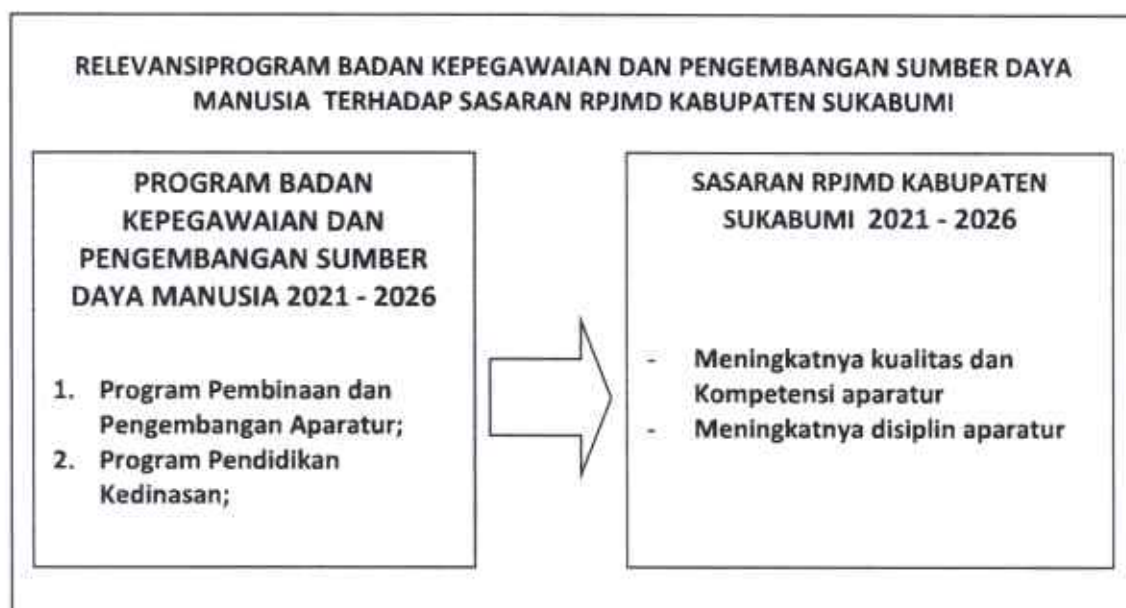 RELEVANSIPROGRAM BADAN KEPEGAWAIAN DAN PENGEMBANGAN SUMBER DAYA
MANUSIA TERHADAP SASARAN RPJMD KABUPATEN SUKABUMI
PROGRAM BADAN
KEPEGAWAIAN DAN
PENGEMBANGAN SUMBER
DAYA MANUSIA 2021 - 2026
1. Program Pembinaan dan
Pengembangan Aparatur;
2. Program Pendidikan
Kedinasan;
SASARAN RPJMD KABUPATEN
SUKABUMI 2021 - 2026
- Meningkatnya kualitas dan
Kompetensi aparatur
- Meningkatnya disiplin aparatur